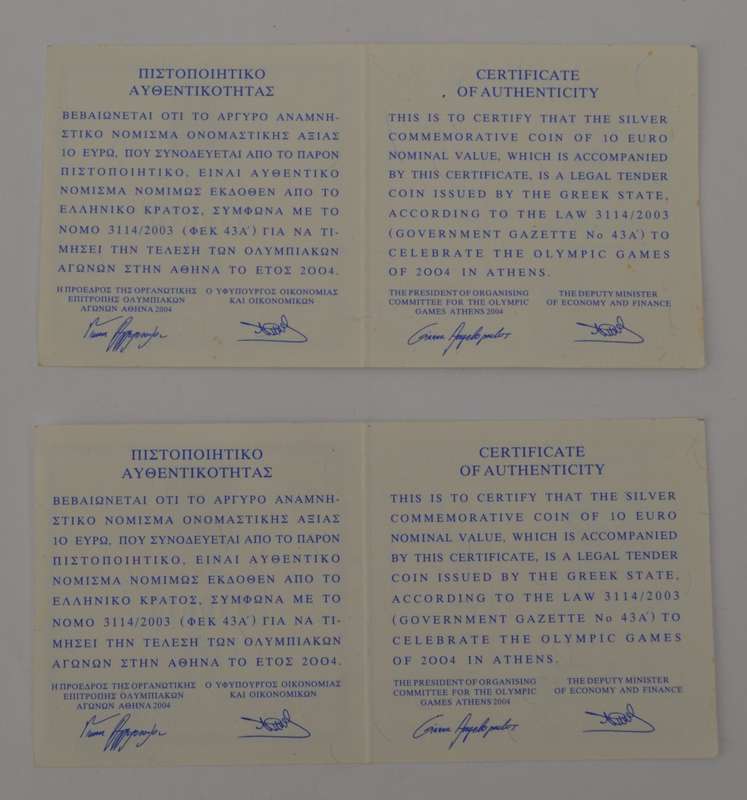 ΠΙΣΤΟΠΟΙΗΤΙΚΟ
ΑΥΘΕΝΤΙΚΟΤΗΤΑΣ
ΒΕΒΑΙΩΝΕΤΑΙ ΟΤΙ ΤΟ ΑΡΓΥΡΟ ΑΝΑΜΝΗ-
ΣΤΙΚΟ ΝΟΜΙΣΜΑ ΟΝΟΜΑΣΤΙΚΗΣ ΑΞΙΑΣ
10 ΕΥΡΩ, ΠΟΥ ΣΥΝΟΔΕΥΕΤΑΙ ΑΠΟ ΤΟ ΠΑΡΟΝ
ΠΙΣΤΟΠΟΙΗΤΙΚΟ, ΕΙΝΑΙ ΑΥΘΕΝΤΙΚΟ
ΝΟΜΙΣΜΑ ΝΟΜΙΜΩΣ ΕΚΔΟΘΕΝ ΑΠΟ ΤΟ
ΕΛΛΗΝΙΚΟ ΚΡΑΤΟΣ, ΣΥΜΦΩΝΑ ΜΕ ΤΟ
ΝΟΜΟ 3114/2003 (ΦΕΚ 43Α΄) ΓΙΑ ΝΑ ΤΙ-
ΜΗΣΕΙ ΤΗΝ ΤΕΛΕΣΗ ΤΩΝ ΟΛΥΜΠΙΑΚΩΝ
ΑΓΩΝΩΝ ΣΤΗΝ ΑΘΗΝΑ ΤΟ ΕΤΟΣ 2004.
Η ΠΡΟΕΔΡΟΣ ΤΗΣ ΟΡΓΑΝΩΤΙΚΗΣ
ΕΠΙΤΡΟΠΗΣ ΟΛΥΜΠΙΑΚΩΝ
ΑΓΩΝΩΝ ΑΘΗΝΑ 2004
Ο ΥΦΥΠΟΥΡΓΟΣ ΟΙΚΟΝΟΜΙΑΣ
ΚΑΙ ΟΙΚΟΝΟΜΙΚΩΝ
CERTIFICATE
OF AUTHENTICITY
THIS IS TO CERTIFY THAT THE SILVER
COMMEMORATIVE COIN OF 10 EURO
NOMINAL VALUE, WHICH IS ACCOMPANIED
BY THIS CERTIFICATE, IS A LEGAL TENDER
COIN ISSUED BY THE GREEK STATE,
ACCORDING TO THE LAW 3114/2003
(GOVERNMENT GAZETTE No 43A΄) TO
CELEBRATE THE OLYMPIC GAMES
OF 2004 IN ATHENS.
THE PRESIDENT OF ORGANISING
COMMITTEE FOR THE OLYMPIC
GAMES ATHENS 2004
THE DEPUTY MINISTER
OF ECONOMY AND FINANCE
ΠΙΣΤΟΠΟΙΗΤΙΚΟ
ΑΥΘΕΝΤΙΚΟΤΗΤΑΣ
ΒΕΒΑΙΩΝΕΤΑΙ ΟΤΙ ΤΟ ΑΡΓΥΡΟ ΑΝΑΜΝΗ-
ΣΤΙΚΟ ΝΟΜΙΣΜΑ ΟΝΟΜΑΣΤΙΚΗΣ ΑΞΙΑΣ
10 ΕΥΡΩ, ΠΟΥ ΣΥΝΟΔΕΥΕΤΑΙ ΑΠΟ ΤΟ ΠΑΡΟΝ
ΠΙΣΤΟΠΟΙΗΤΙΚΟ, ΕΙΝΑΙ ΑΥΘΕΝΤΙΚΟ
ΝΟΜΙΣΜΑ ΝΟΜΙΜΩΣ ΕΚΔΟΘΕΝ ΑΠΟ ΤΟ
ΕΛΛΗΝΙΚΟ ΚΡΑΤΟΣ, ΣΥΜΦΩΝΑ ΜΕ ΤΟ
ΝΟΜΟ 3114/2003 (ΦΕΚ 43Α΄) ΓΙΑ ΝΑ ΤΙ-
ΜΗΣΕΙ ΤΗΝ ΤΕΛΕΣΗ ΤΩΝ ΟΛΥΜΠΙΑΚΩΝ
ΑΓΩΝΩΝ ΣΤΗΝ ΑΘΗΝΑ ΤΟ ΕΤΟΣ 2004.
Η ΠΡΟΕΔΡΟΣ ΤΗΣ ΟΡΓΑΝΩΤΙΚΗΣ
ΕΠΙΤΡΟΠΗΣ ΟΛΥΜΠΙΑΚΩΝ
ΑΓΩΝΩΝ ΑΘΗΝΑ 2004
Ο ΥΦΥΠΟΥΡΓΟΣ ΟΙΚΟΝΟΜΙΑΣ
ΚΑΙ ΟΙΚΟΝΟΜΙΚΩΝ
CERTIFICATE
OF AUTHENTICITY
THIS IS TO CERTIFY THAT THE SILVER
COMMEMORATIVE COIN OF 10 EURO
NOMINAL VALUE, WHICH IS ACCOMPANIED
BY THIS CERTIFICATE, IS A LEGAL TENDER
COIN ISSUED BY THE GREEK STATE,
ACCORDING TO THE LAW 3114/2003
(GOVERNMENT GAZETTE No 43A΄) TO
CELEBRATE THE OLYMPIC GAMES
OF 2004 IN ATHENS.
THE PRESIDENT OF ORGANISING
COMMITTEE FOR THE OLYMPIC
GAMES ATHENS 2004
THE DEPUTY MINISTER
OF ECONOMY AND FINANCE